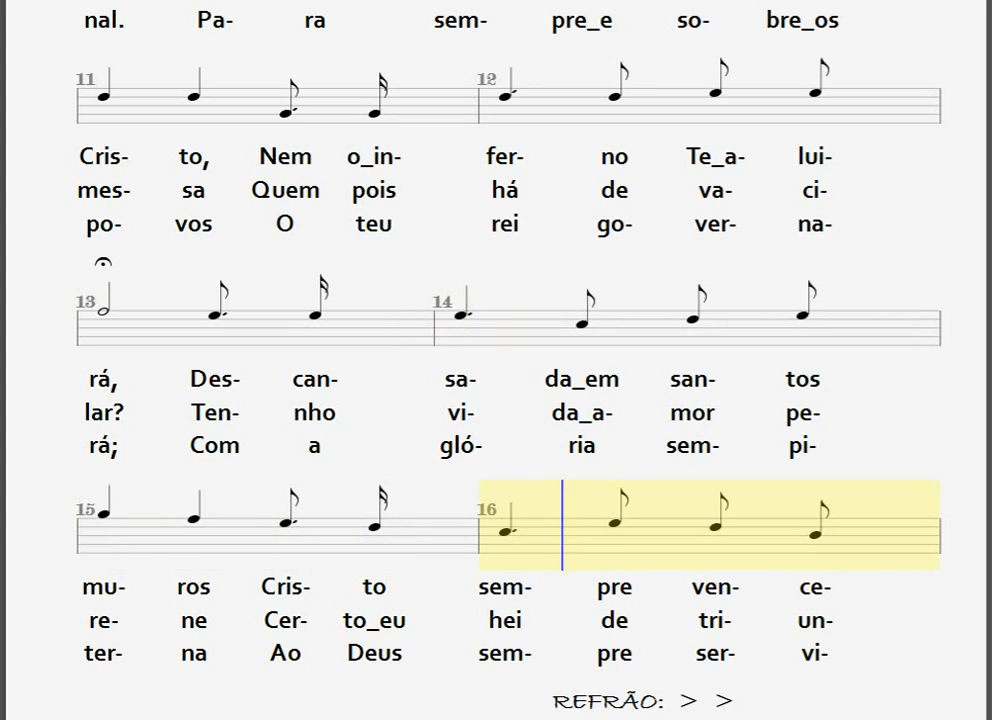 nal. Pa- ra sem- pre_e so- bre_os
11 12
Cris- to, Nem o_in- fer- no Te_a- lui-
mes- sa Quem pois há de va- ci-
po- vos O teu rei go- ver- na-
13 14
rá, Des- can- sa- da_em san- tos
lar? Ten- nho vi- da_a- mor pe-
rá; Com a gló- ria sem- pi-
15 16
mu- ros Cris- to sem- pre ven- ce-
re- ne Cer- to_eu hei de tri- un-
ter- na Ao Deus sem- pre ser- vi-
REFRÃO: > >